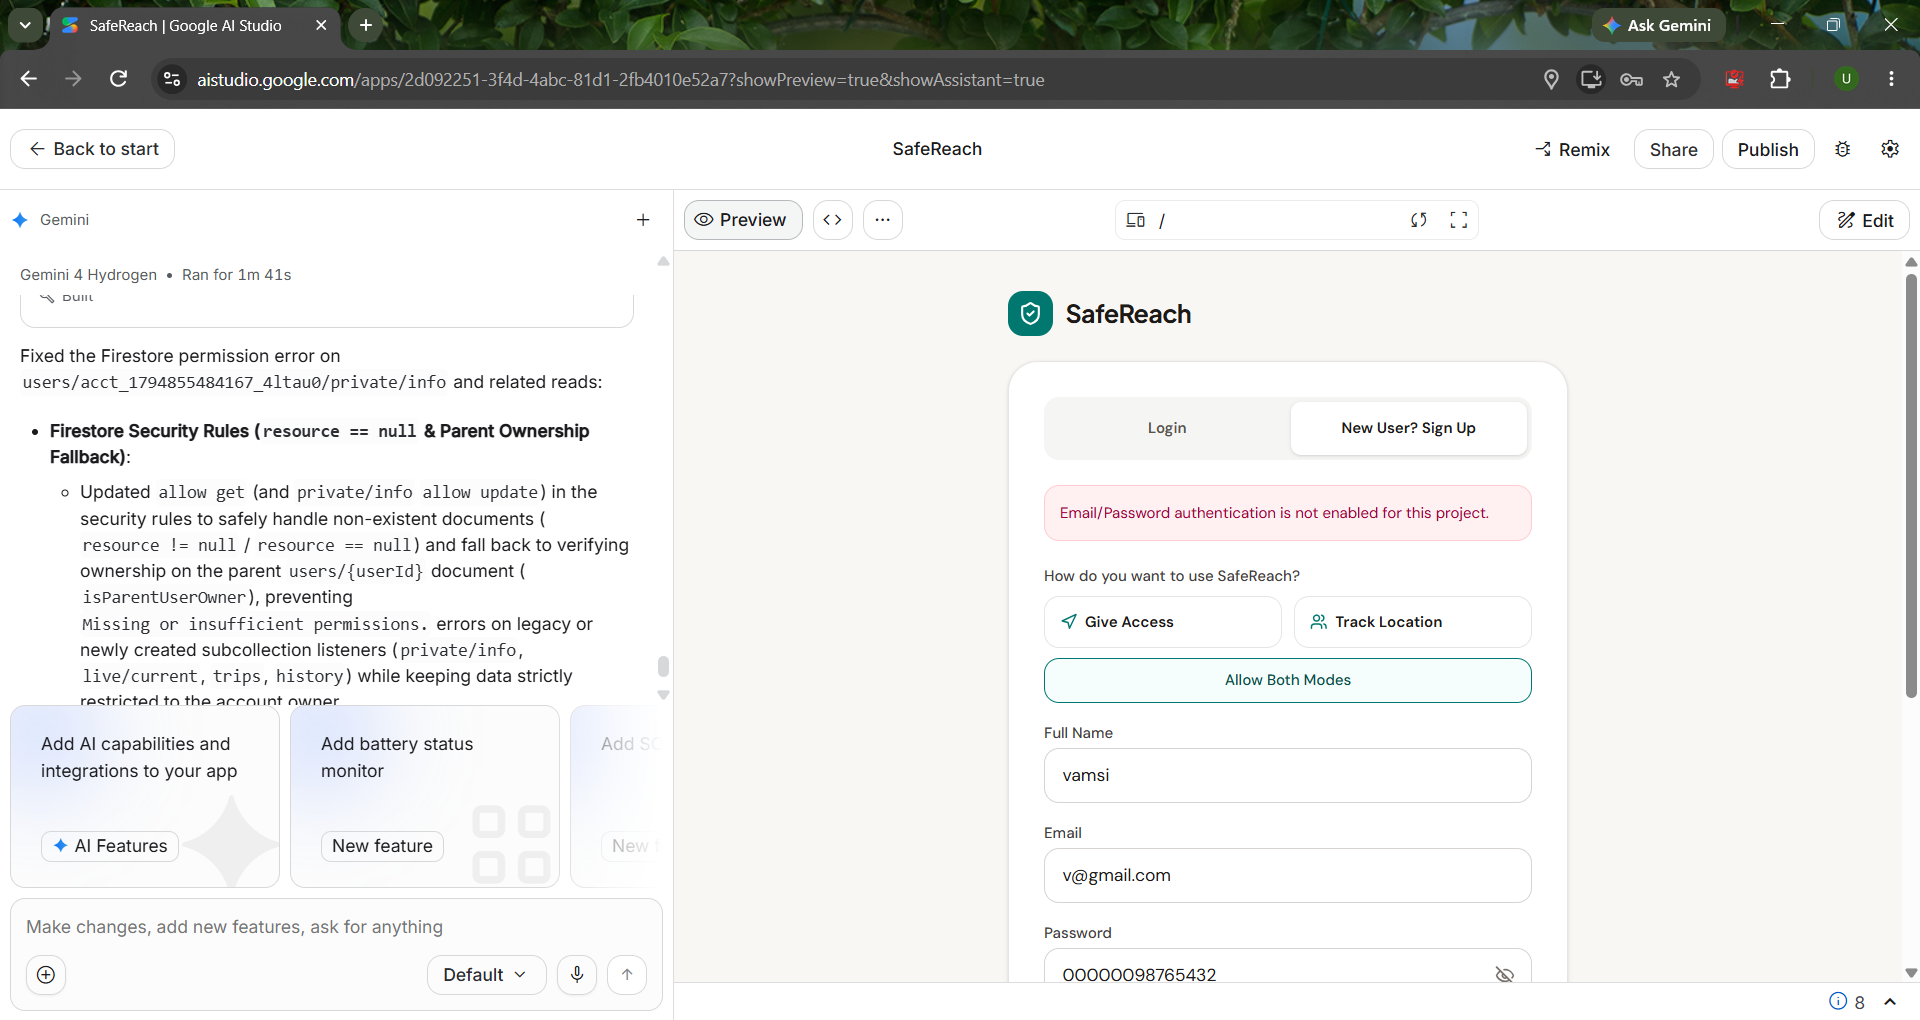 SafeReach | Google AI Studio
Ask Gemini
aistudio.google.com/apps/2d092251-3f4d-4abc-81d1-2fb4010e52a7?showPreview=true&showAssistant=true
U
Back to start
SafeReach
Remix
Share
Publish
Gemini
Preview
/
Edit
Gemini 4 Hydrogen • Ran for 1m 41s
Built
Fixed the Firestore permission error on
users/acct_1794855484167_4ltau0/private/info and related reads:
• Firestore Security Rules (resource == null & Parent Ownership
Fallback):
Updated allow get (and private/info allow update) in the
security rules to safely handle non-existent documents (
resource != null / resource == null) and fall back to verifying
ownership on the parent users/{userId} document (
isParentUserOwner), preventing
Missing or insufficient permissions. errors on legacy or
newly created subcollection listeners (private/info,
live/current, trips, history) while keeping data strictly
restricted to the account owner
Add AI capabilities and
integrations to your app
AI Features
Add battery status
monitor
New feature
Add SO
New f
Make changes, add new features, ask for anything
Default
SafeReach
Login
New User? Sign Up
Email/Password authentication is not enabled for this project.
How do you want to use SafeReach?
Give Access
Track Location
Allow Both Modes
Full Name
vamsi
Email
v@gmail.com
Password
00000098765432
8